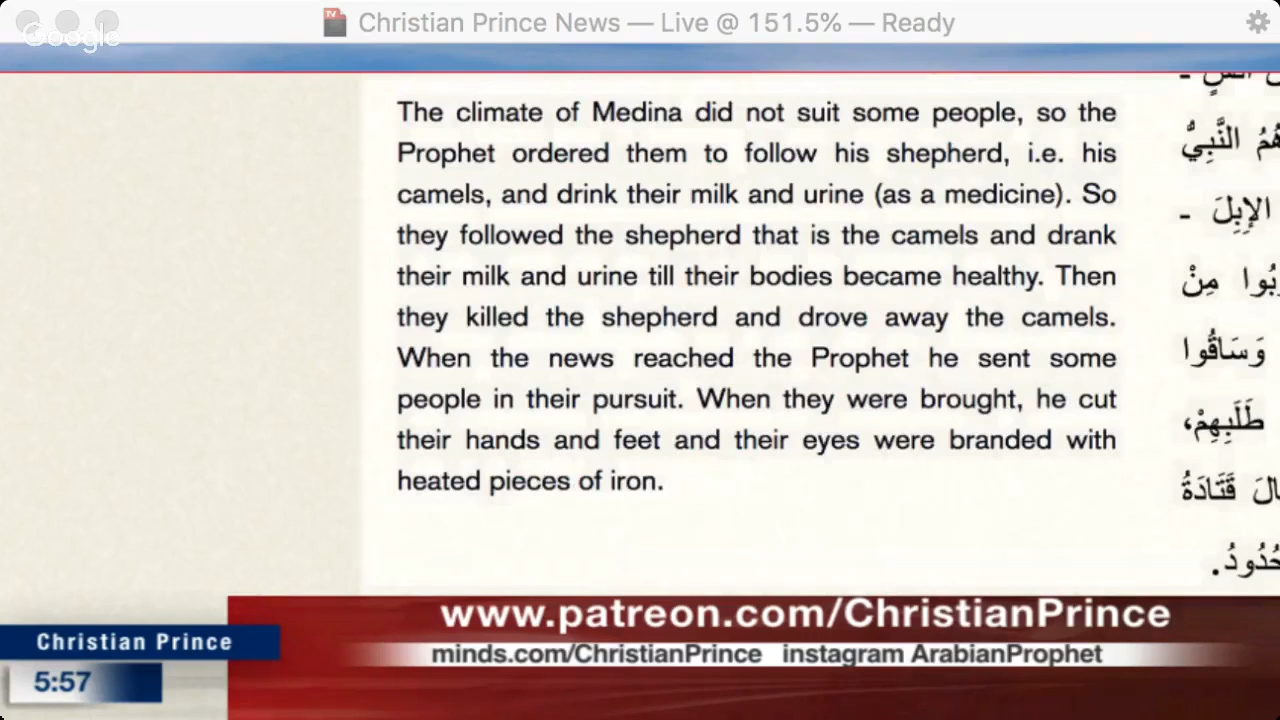 Christian Prince News — Live @ 151.5% — Ready
Google
TV
The climate of Medina did not suit some people, so the
Prophet ordered them to follow his shepherd, i.e. his
camels, and drink their milk and urine (as a medicine). So
they followed the shepherd that is the camels and drank
their milk and urine till their bodies became healthy. Then
they killed the shepherd and drove away the camels.
When the news reached the Prophet he sent some
people in their pursuit. When they were brought, he cut
their hands and feet and their eyes were branded with
heated pieces of iron.
النَّبِيُّ
الإِبِلَ -
مِنْ
وَسَاقُوا
طَلَبِهِمْ،
قَتَادَةُ
www.patreon.com/ChristianPrince
Christian Prince
minds.com/ChristianPrince instagram ArabianProphet
5:57